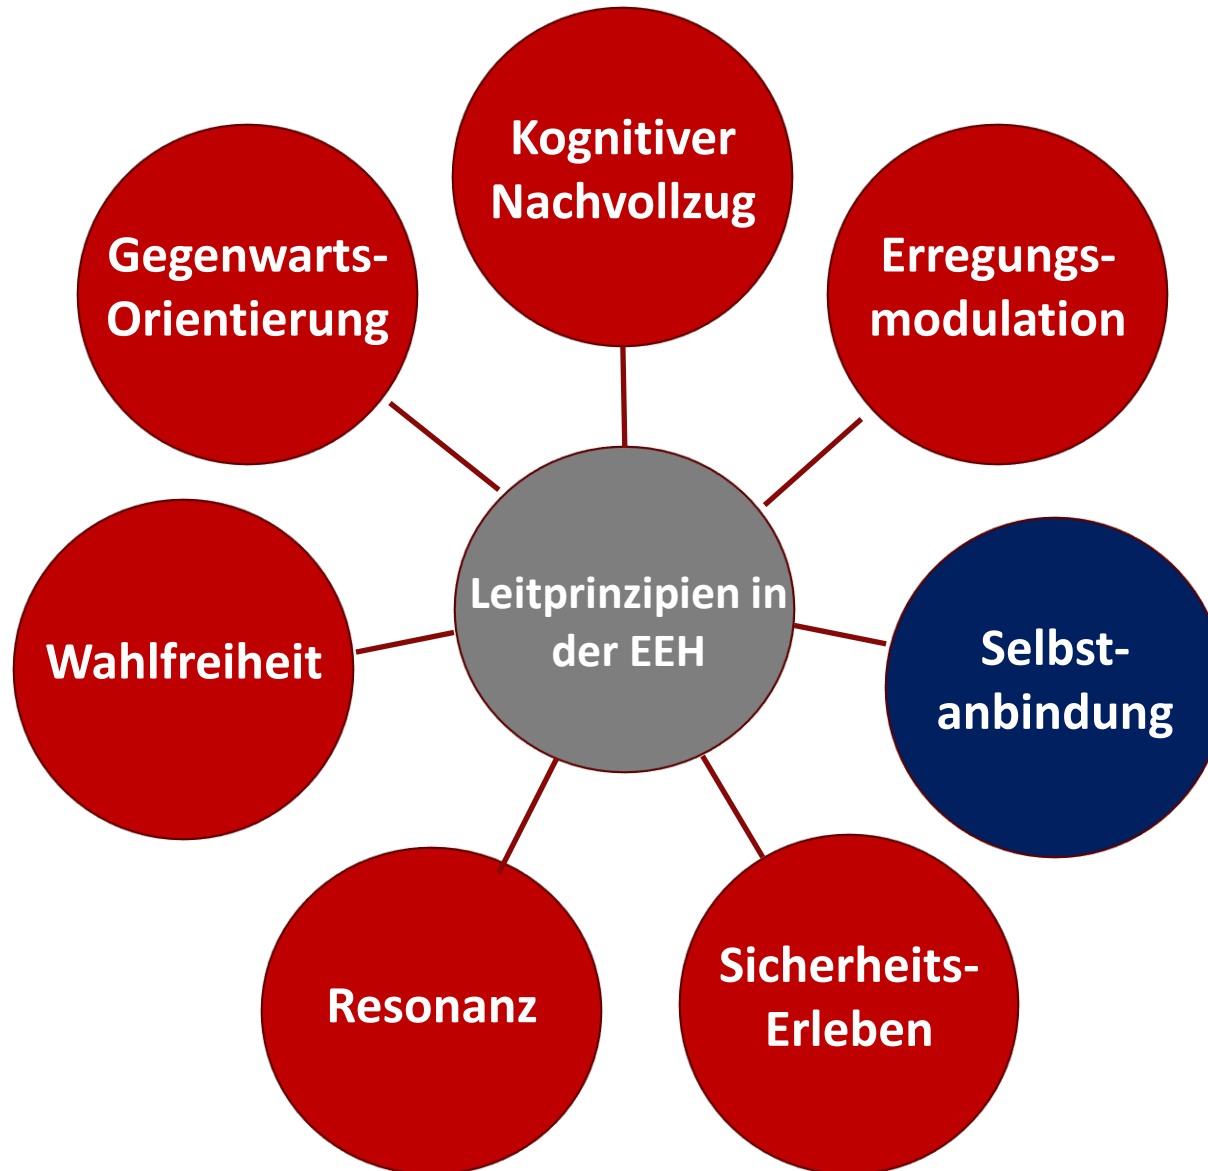 Kognitiver
Nachvollzug
Gegenwarts-
Orientierung
Erregungs-
modulation
Leitprinzipien in
der EEH
Wahlfreiheit
Selbst-
anbindung
Resonanz
Sicherheits-
Erleben